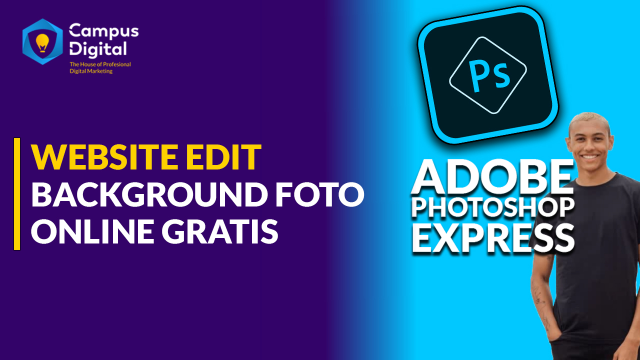 Campus
Digital
The House of Profesional
Digital Marketing
WEBSITE EDIT
BACKGROUND FOTO
ONLINE GRATIS
Ps
ADOBE
PHOTOSHOP
EXPRESS